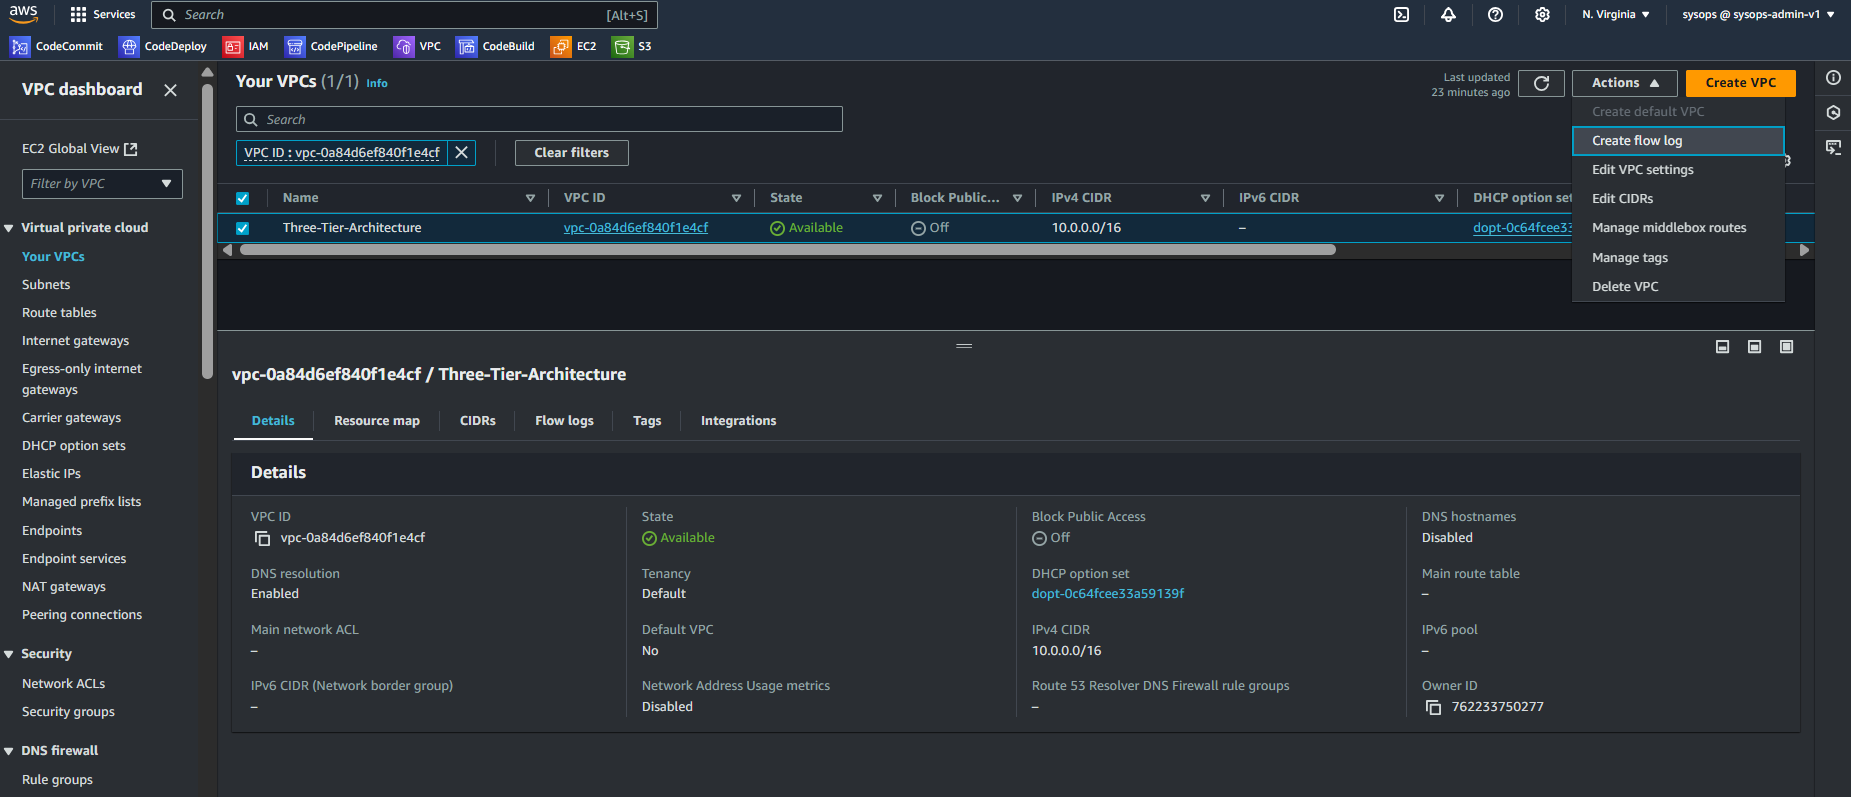 aws Services Search [Alt+S] N. Virginia sysops @ sysops-admin-v1
CodeCommit CodeDeploy IAM CodePipeline VPC CodeBuild EC2 S3
VPC dashboard
EC2 Global View
Filter by VPC
Virtual private cloud
Your VPCs
Subnets
Route tables
Internet gateways
Egress-only internet
gateways
Carrier gateways
DHCP option sets
Elastic IPs
Managed prefix lists
Endpoints
Endpoint services
NAT gateways
Peering connections
Security
Network ACLs
Security groups
DNS firewall
Rule groups
Your VPCs (1/1) Info
Last updated
23 minutes ago
Actions
Create VPC
Search
VPC ID : vpc-0a84d6ef840f1e4cf
Clear filters
Create default VPC
Create flow log
Edit VPC settings
Edit CIDRs
Manage middlebox routes
Manage tags
Delete VPC
Name VPC ID State Block Public... IPv4 CIDR IPv6 CIDR DHCP option set
Three-Tier-Architecture vpc-0a84d6ef840f1e4cf Available Off 10.0.0.0/16 – dopt-0c64fcee33
vpc-0a84d6ef840f1e4cf / Three-Tier-Architecture
Details Resource map CIDRs Flow logs Tags Integrations
Details
VPC ID State Block Public Access DNS hostnames
vpc-0a84d6ef840f1e4cf Available Off Disabled
DNS resolution Tenancy DHCP option set Main route table
Enabled Default dopt-0c64fcee33a59139f –
Main network ACL Default VPC IPv4 CIDR IPv6 pool
– No 10.0.0.0/16 –
IPv6 CIDR (Network border group) Network Address Usage metrics Route 53 Resolver DNS Firewall rule groups Owner ID
– Disabled – 762233750277